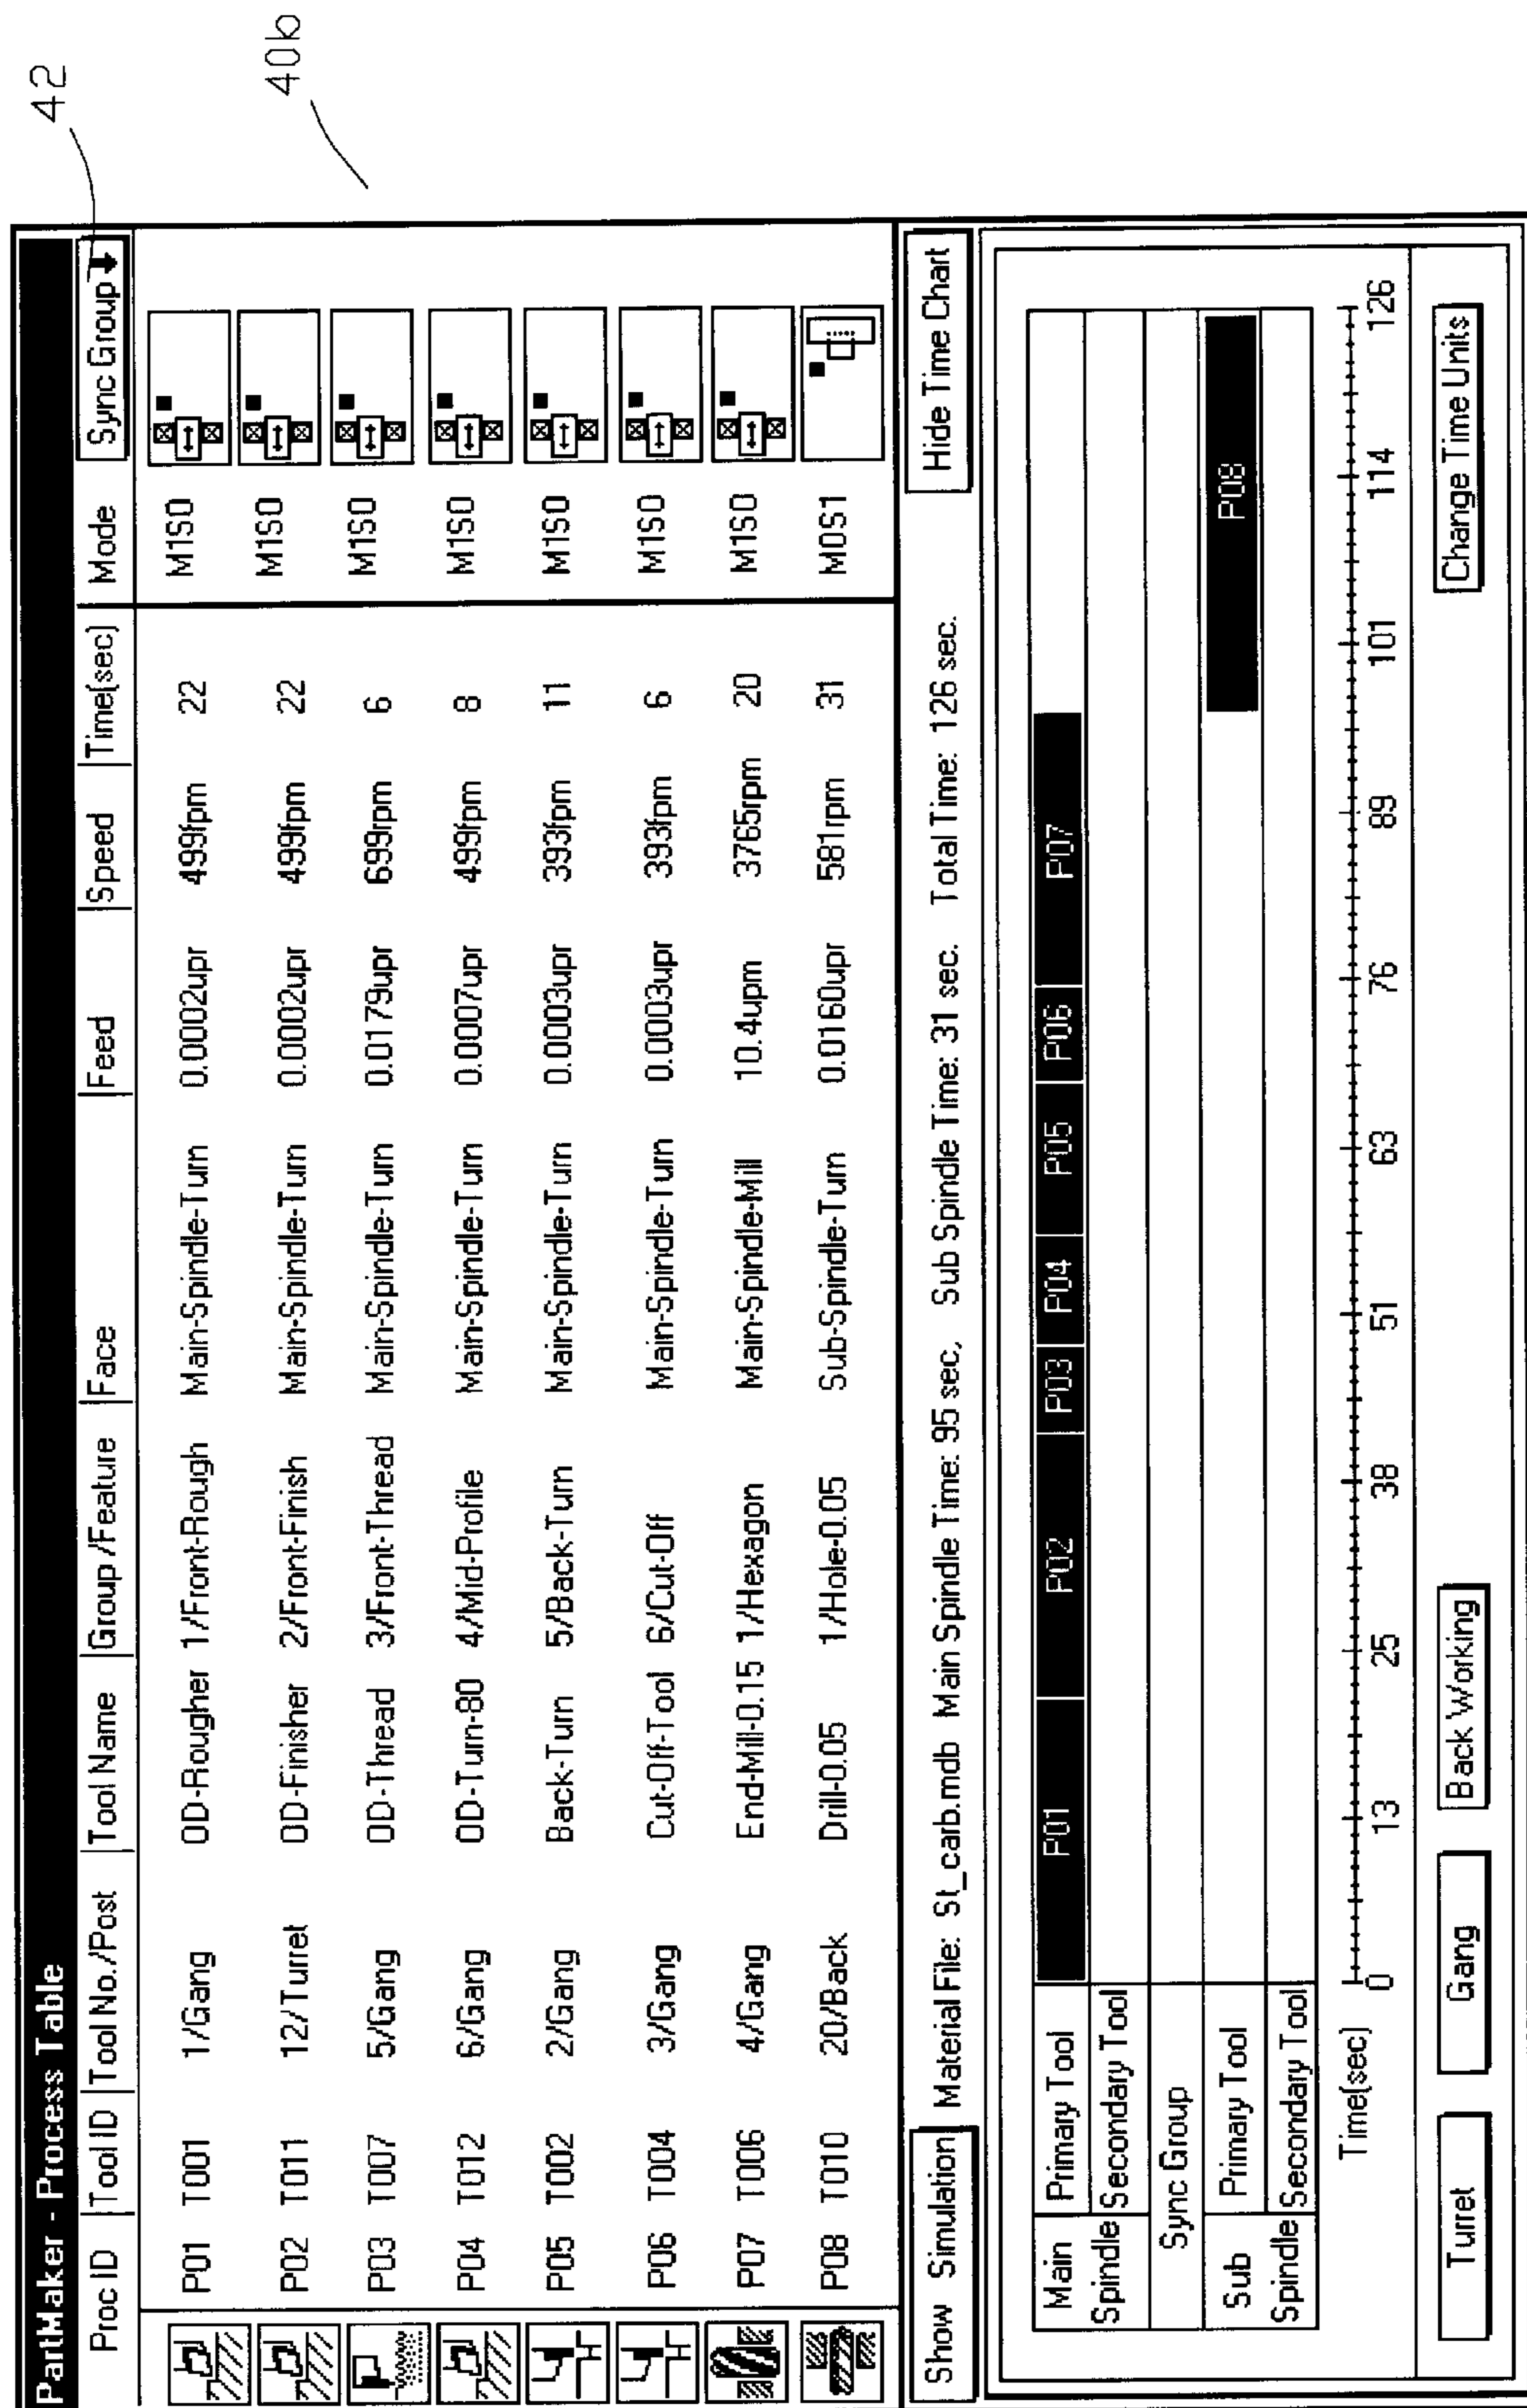 42
40b
PartMaker - Process Table
Proc ID Tool ID Tool No./Post Tool Name Group/Feature Face Feed Speed Time(sec) Mode Sync Group
P01 T001 1/Gang OD-Rougher 1/Front-Rough Main-Spindle-Turn 0.0002upr 499fpm 22 M1S0
P02 T011 12/Turret OD-Finisher 2/Front-Finish Main-Spindle-Turn 0.0002upr 499fpm 22 M1S0
P03 T007 5/Gang OD-Thread 3/Front-Thread Main-Spindle-Turn 0.0179upr 699rpm 6 M1S0
P04 T012 6/Gang OD-Turn-80 4/Mid-Profile Main-Spindle-Turn 0.0007upr 499fpm 8 M1S0
P05 T002 2/Gang Back-Turn 5/Back-Turn Main-Spindle-Turn 0.0003upr 393fpm 11 M1S0
P06 T004 3/Gang Cut-Off-Tool 6/Cut-Off Main-Spindle-Turn 0.0003upr 393fpm 6 M1S0
P07 T006 4/Gang End-Mill-0.15 1/Hexagon Main-Spindle-Mill 10.4upm 3765rpm 20 M1S0
P08 T010 20/Back Drill-0.05 1/Hole-0.05 Sub-Spindle-Turn 0.0160upr 581rpm 31 M0S1
Show Simulation Material File: St_carb.mdb Main Spindle Time: 95 sec, Sub Spindle Time: 31 sec. Total Time: 126 sec. Hide Time Chart
Main Spindle Primary Tool P01 P02 P03 P04 P05 P06 P07
Secondary Tool
Sync Group
Sub Spindle Primary Tool P08
Secondary Tool
Time(sec) 0 13 25 38 51 63 76 89 101 114 126
Turret Gang Back Working Change Time Units